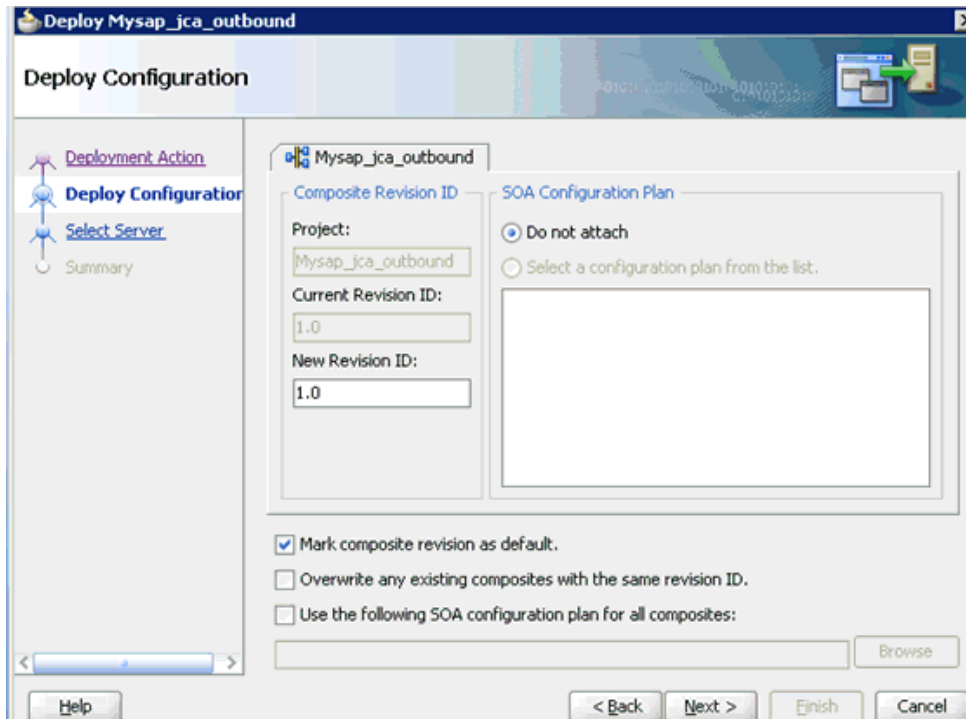 Deploy Mysap_jca_outbound
Deploy Configuration
Deployment Action
Deploy Configuration
Select Server
Summary
Mysap_jca_outbound
Composite Revision ID
Project:
Mysap_jca_outbound
Current Revision ID:
1.0
New Revision ID:
1.0
SOA Configuration Plan
Do not attach
Select a configuration plan from the list.
Mark composite revision as default.
Overwrite any existing composites with the same revision ID.
Use the following SOA configuration plan for all composites:
Browse
Help
< Back
Next >
Finish
Cancel